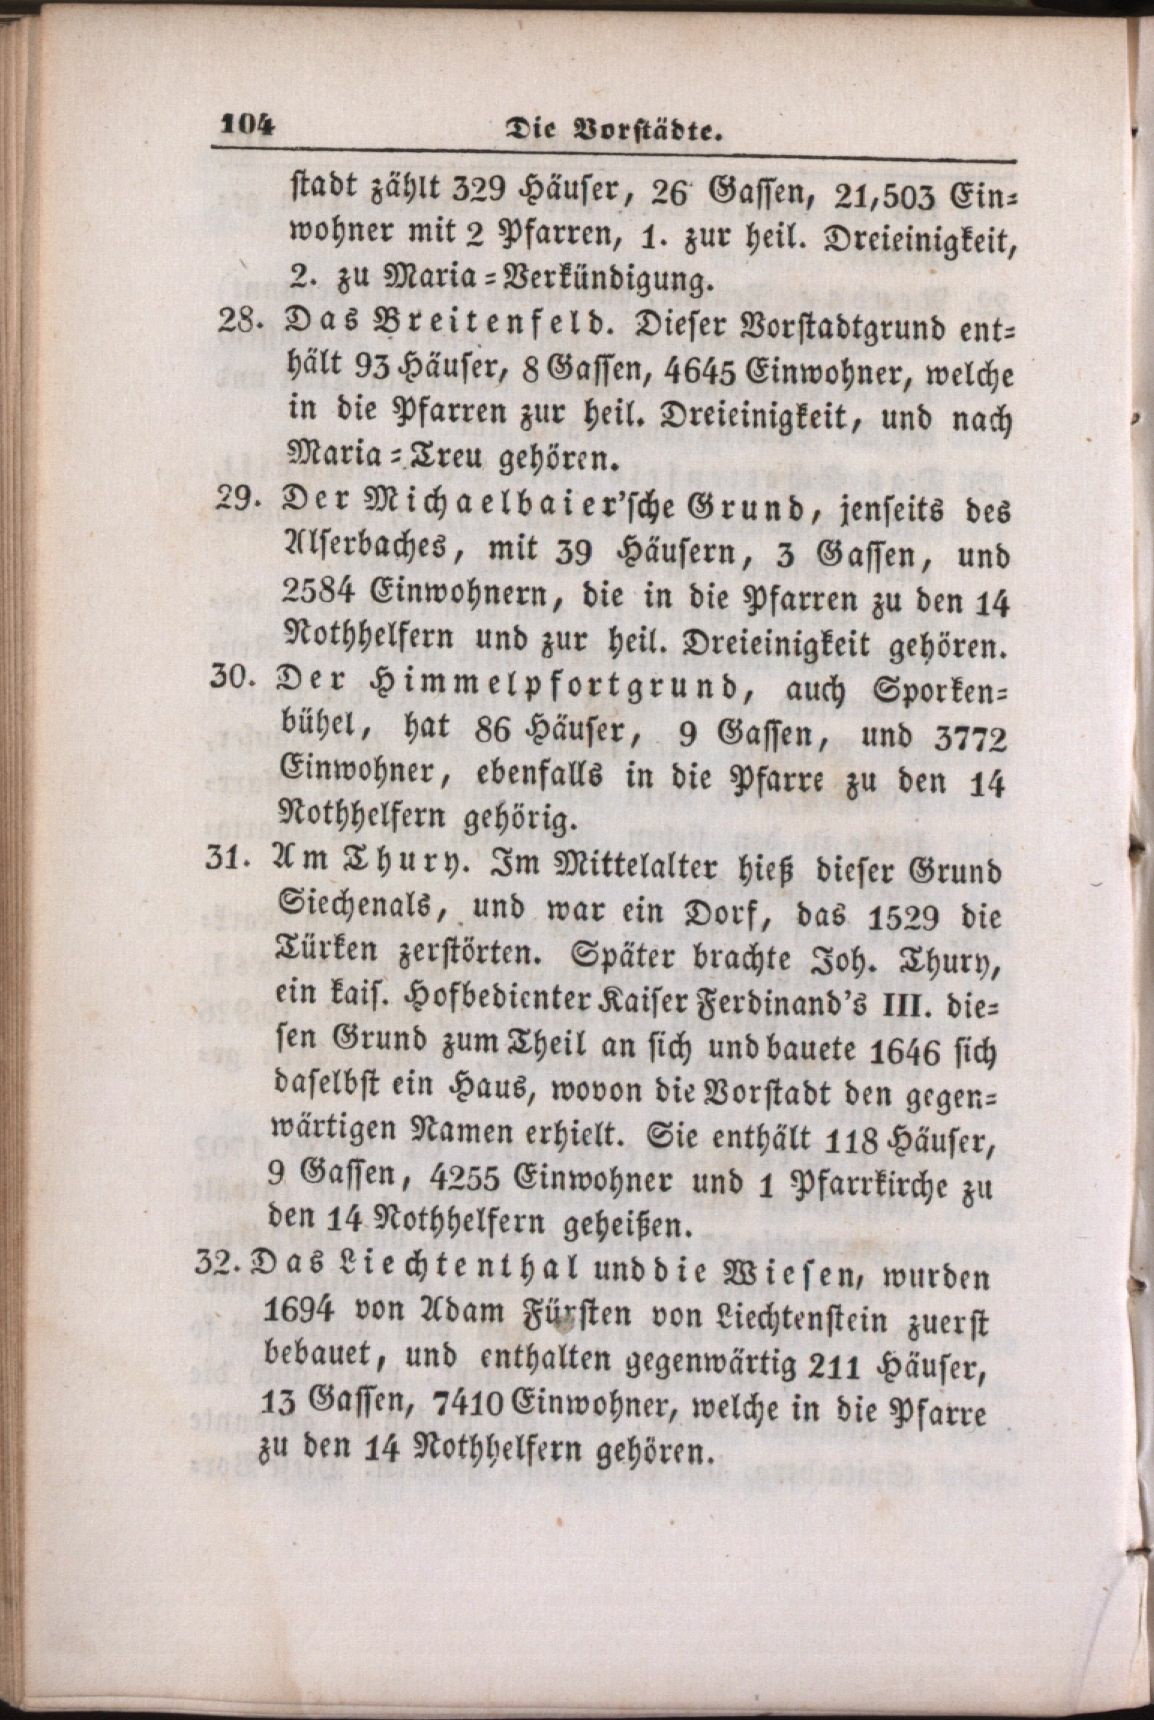 104 Die Vorstädte.
stadt zählt 329 Häuser, 26 Gassen, 21,503 Ein=
wohner mit 2 Pfarren, 1. zur heil. Dreieinigkeit,
2. zu Maria=Verkündigung.
28. Das Breitenfeld. Dieser Vorstadtgrund ent=
hält 93 Häuser, 8 Gassen, 4645 Einwohner, welche
in die Pfarren zur heil. Dreieinigkeit, und nach
Maria=Treu gehören.
29. Der Michaelbaier'sche Grund, jenseits des
Alserbaches, mit 39 Häusern, 3 Gassen, und
2584 Einwohnern, die in die Pfarren zu den 14
Nothhelfern und zur heil. Dreieinigkeit gehören.
30. Der Himmelpfortgrund, auch Sporken=
bühel, hat 86 Häuser, 9 Gassen, und 3772
Einwohner, ebenfalls in die Pfarre zu den 14
Nothhelfern gehörig.
31. Am Thury. Im Mittelalter hieß dieser Grund
Siechenals, und war ein Dorf, das 1529 die
Türken zerstörten. Später brachte Joh. Thury,
ein kais. Hofbedienter Kaiser Ferdinand's III. die=
sen Grund zum Theil an sich und bauete 1646 sich
daselbst ein Haus, wovon die Vorstadt den gegen=
wärtigen Namen erhielt. Sie enthält 118 Häuser,
9 Gassen, 4255 Einwohner und 1 Pfarrkirche zu
den 14 Nothhelfern geheißen.
32. Das Liechtenthal und die Wiesen, wurden
1694 von Adam Fürsten von Liechtenstein zuerst
bebauet, und enthalten gegenwärtig 211 Häuser,
13 Gassen, 7410 Einwohner, welche in die Pfarre
zu den 14 Nothhelfern gehören.